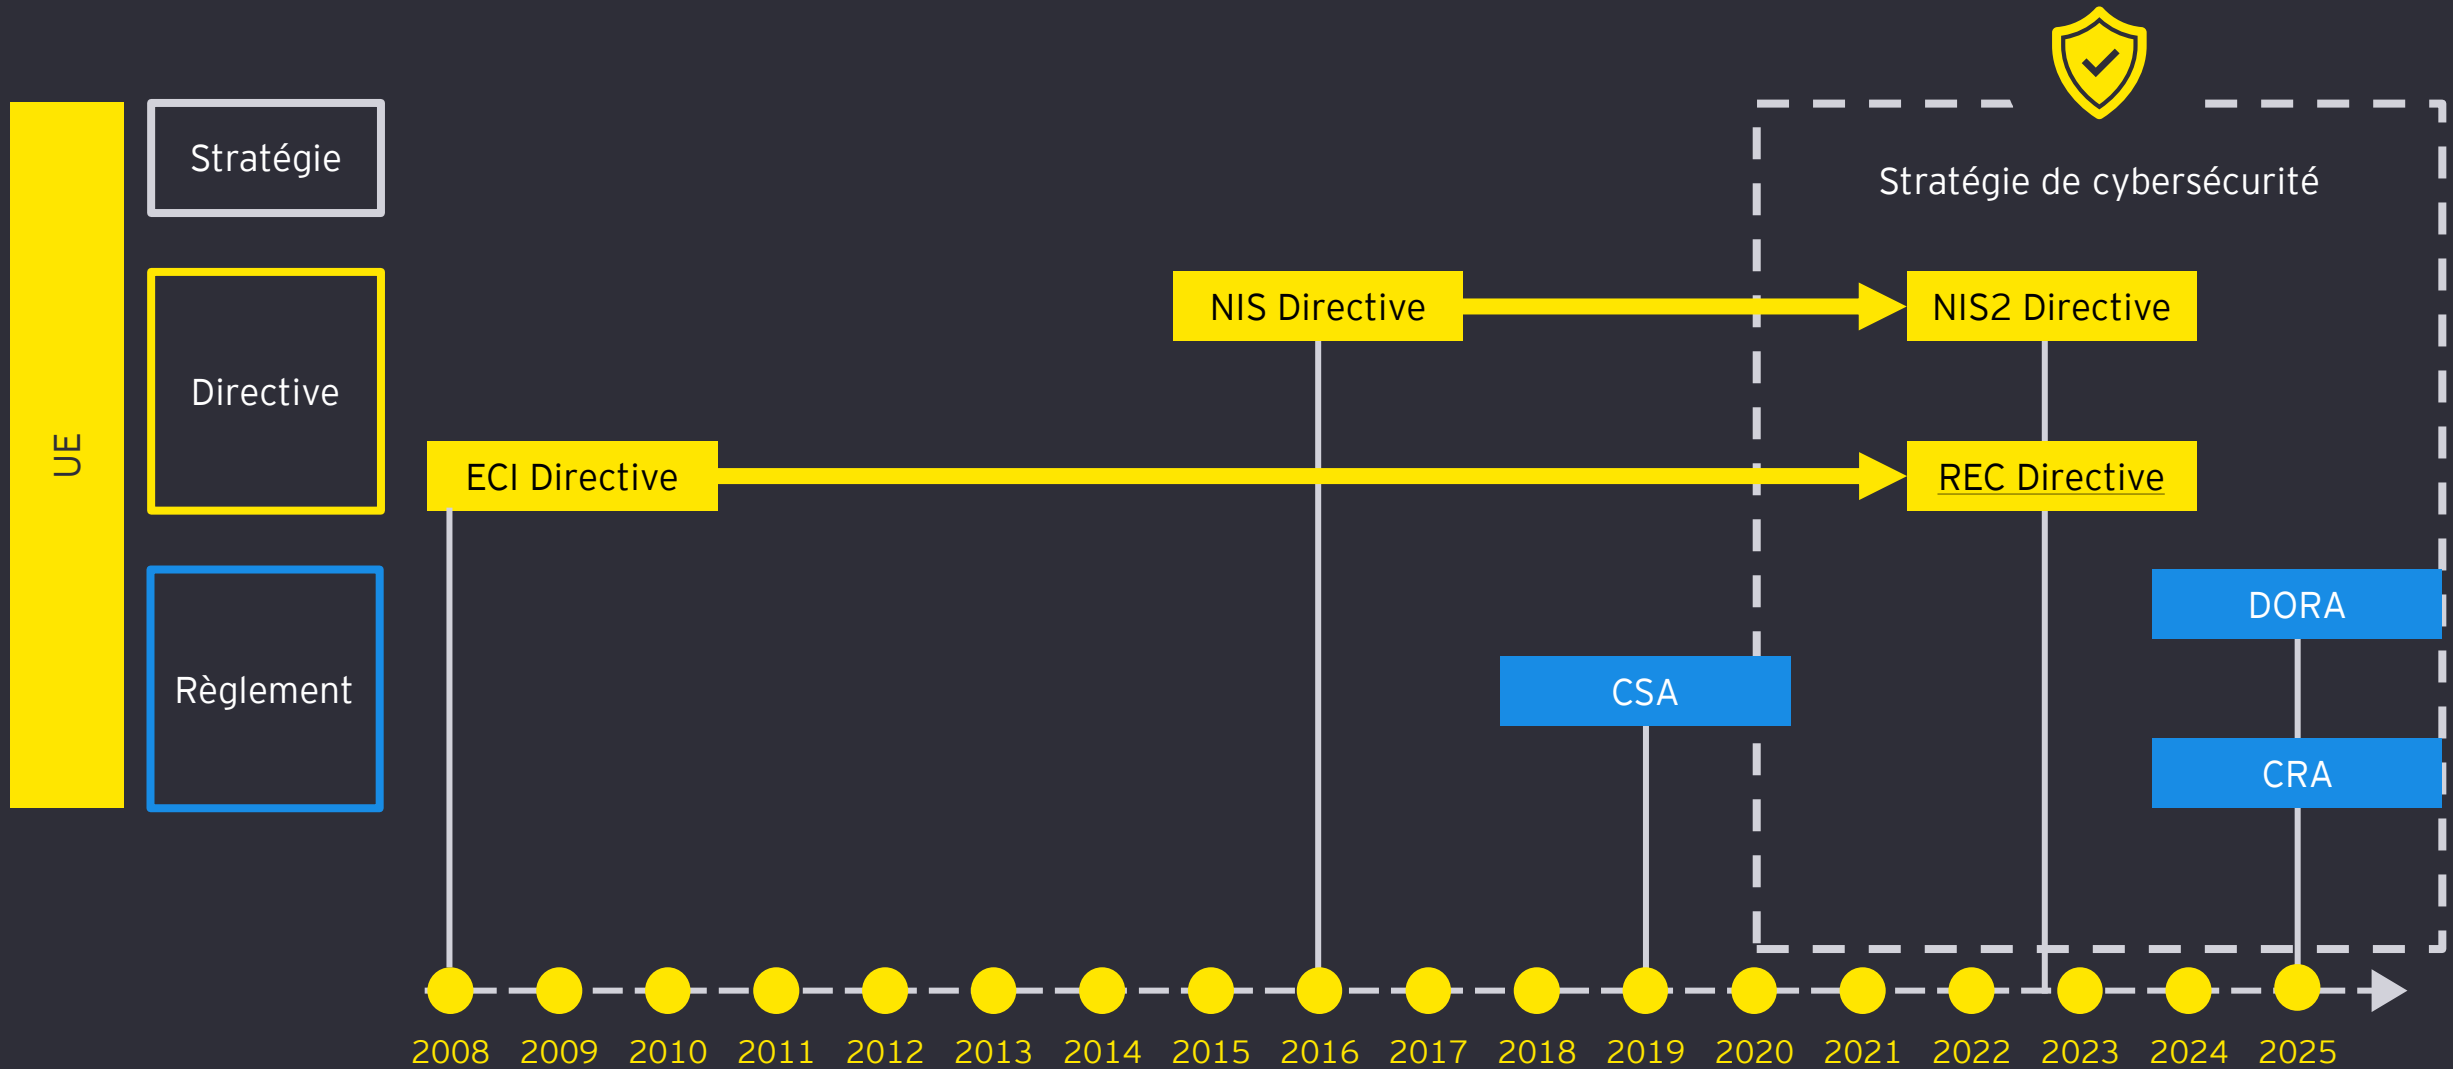 UE
Stratégie
Directive
Règlement
Stratégie de cybersécurité
NIS Directive
NIS2 Directive
ECI Directive
REC Directive
DORA
CSA
CRA
2008 2009 2010 2011 2012 2013 2014 2015 2016 2017 2018 2019 2020 2021 2022 2023 2024 2025